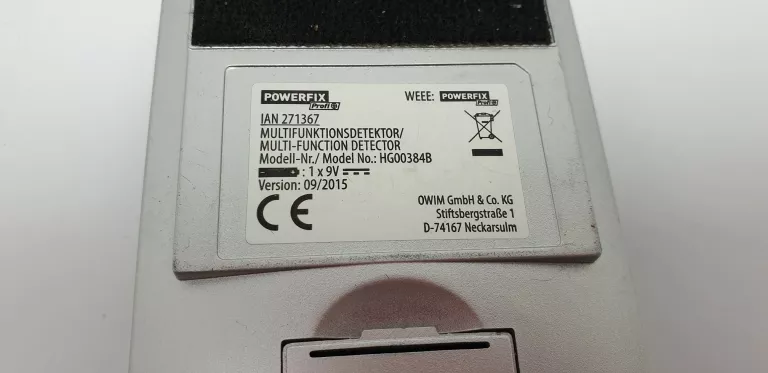 POWERFIX
Profi+
WEEE: POWERFIX
Profi+
IAN 271367
MULTIFUNKTIONSDETEKTOR/
MULTI-FUNCTION DETECTOR
Modell-Nr./ Model No.: HG00384B
: 1 x 9V
Version: 09/2015
CE
OWIM GmbH & Co. KG
Stiftsbergstraße 1
D-74167 Neckarsulm